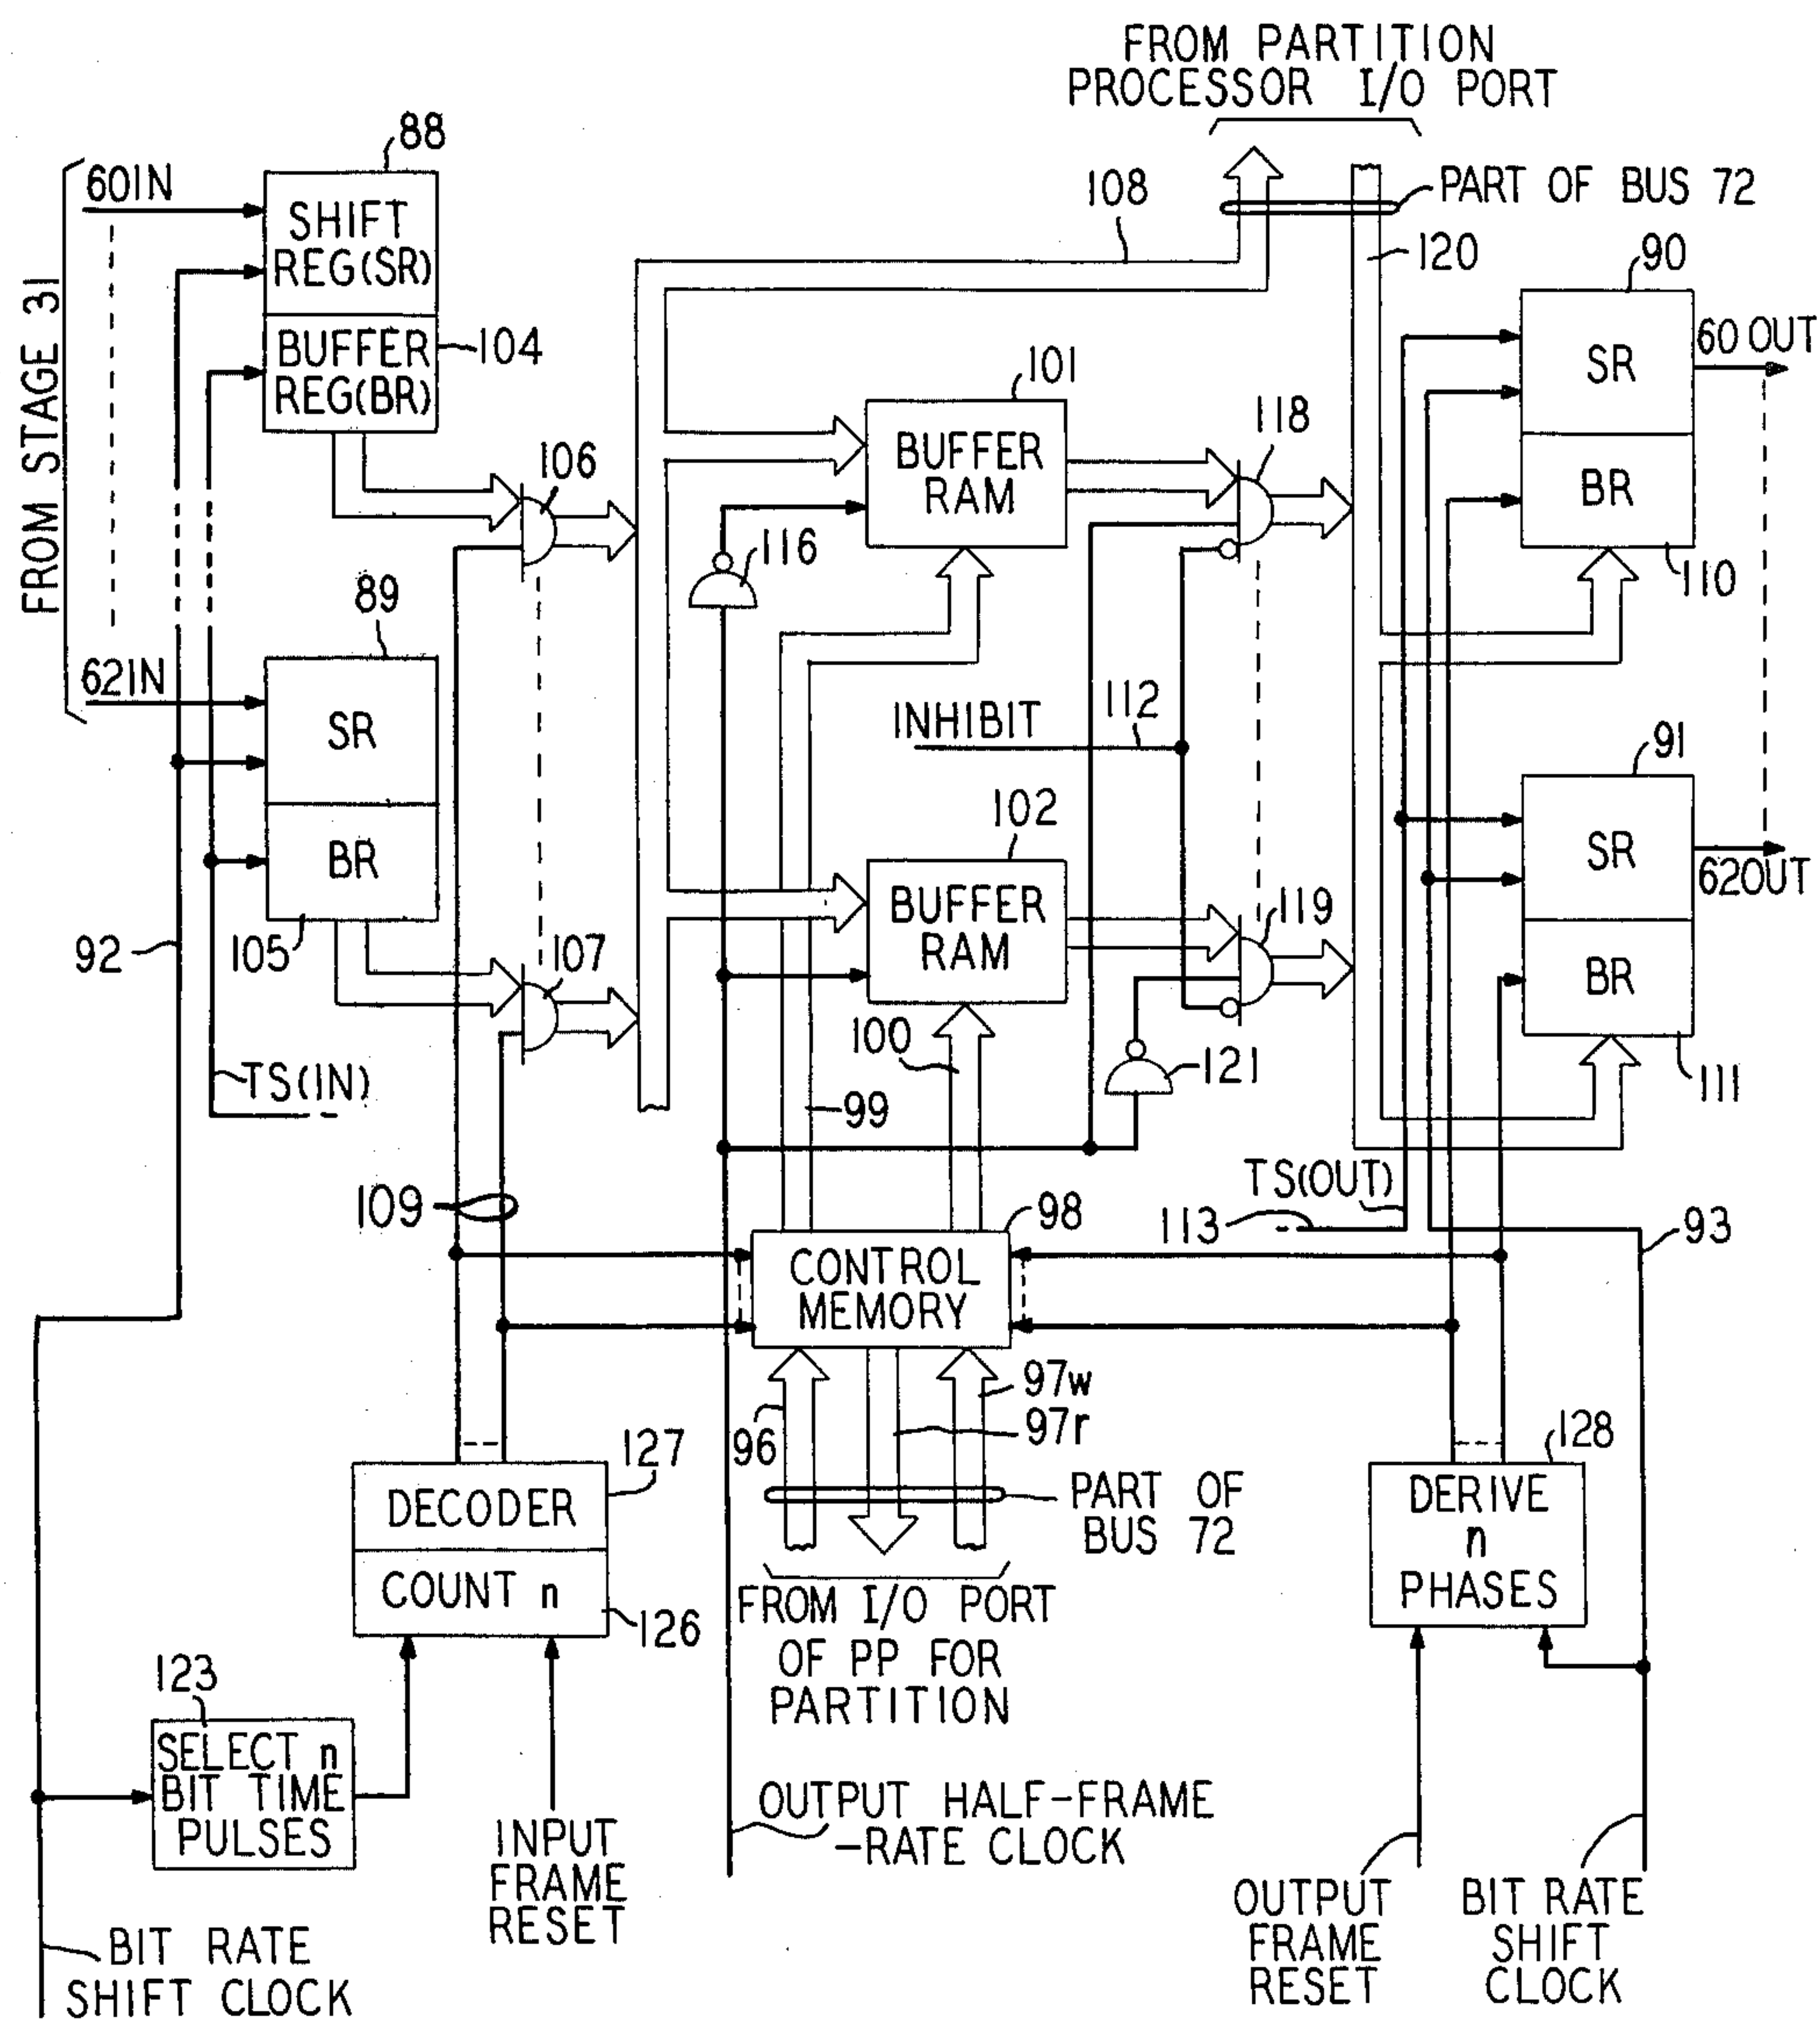 FROM PARTITION
PROCESSOR I/O PORT
88
60IN
SHIFT
REG(SR)
BUFFER
REG(BR)
104
FROM STAGE 31
108
PART OF BUS 72
120
90
SR
BR
60 OUT
110
101
BUFFER
RAM
118
106
116
89
62IN
SR
BR
105
107
92
TS(IN)
INHIBIT
112
102
BUFFER
RAM
119
100
99
121
91
SR
BR
62OUT
111
TS(OUT)
113
93
109
98
CONTROL
MEMORY
96
97w
97r
PART OF
BUS 72
FROM I/O PORT
OF PP FOR
PARTITION
127
DECODER
COUNT n
126
128
DERIVE
n
PHASES
123
SELECT n
BIT TIME
PULSES
INPUT
FRAME
RESET
OUTPUT HALF-FRAME
-RATE CLOCK
OUTPUT
FRAME
RESET
BIT RATE
SHIFT
CLOCK
BIT RATE
SHIFT CLOCK